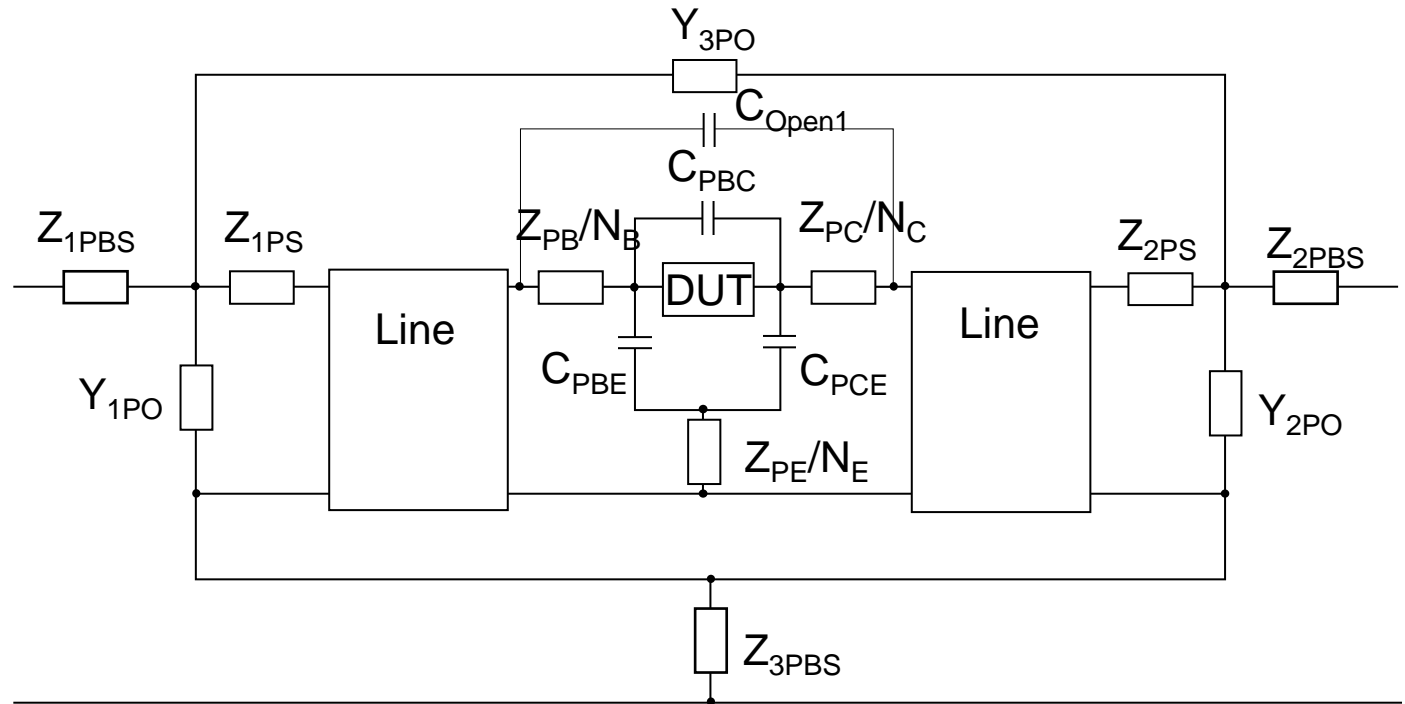 Y3PO
COpen1
CPBC
Z1PBS
Z1PS
ZPB/NB
ZPC/NC
Z2PS
Z2PBS
Line
DUT
Line
CPBE
CPCE
Y1PO
Y2PO
ZPE/NE
Z3PBS